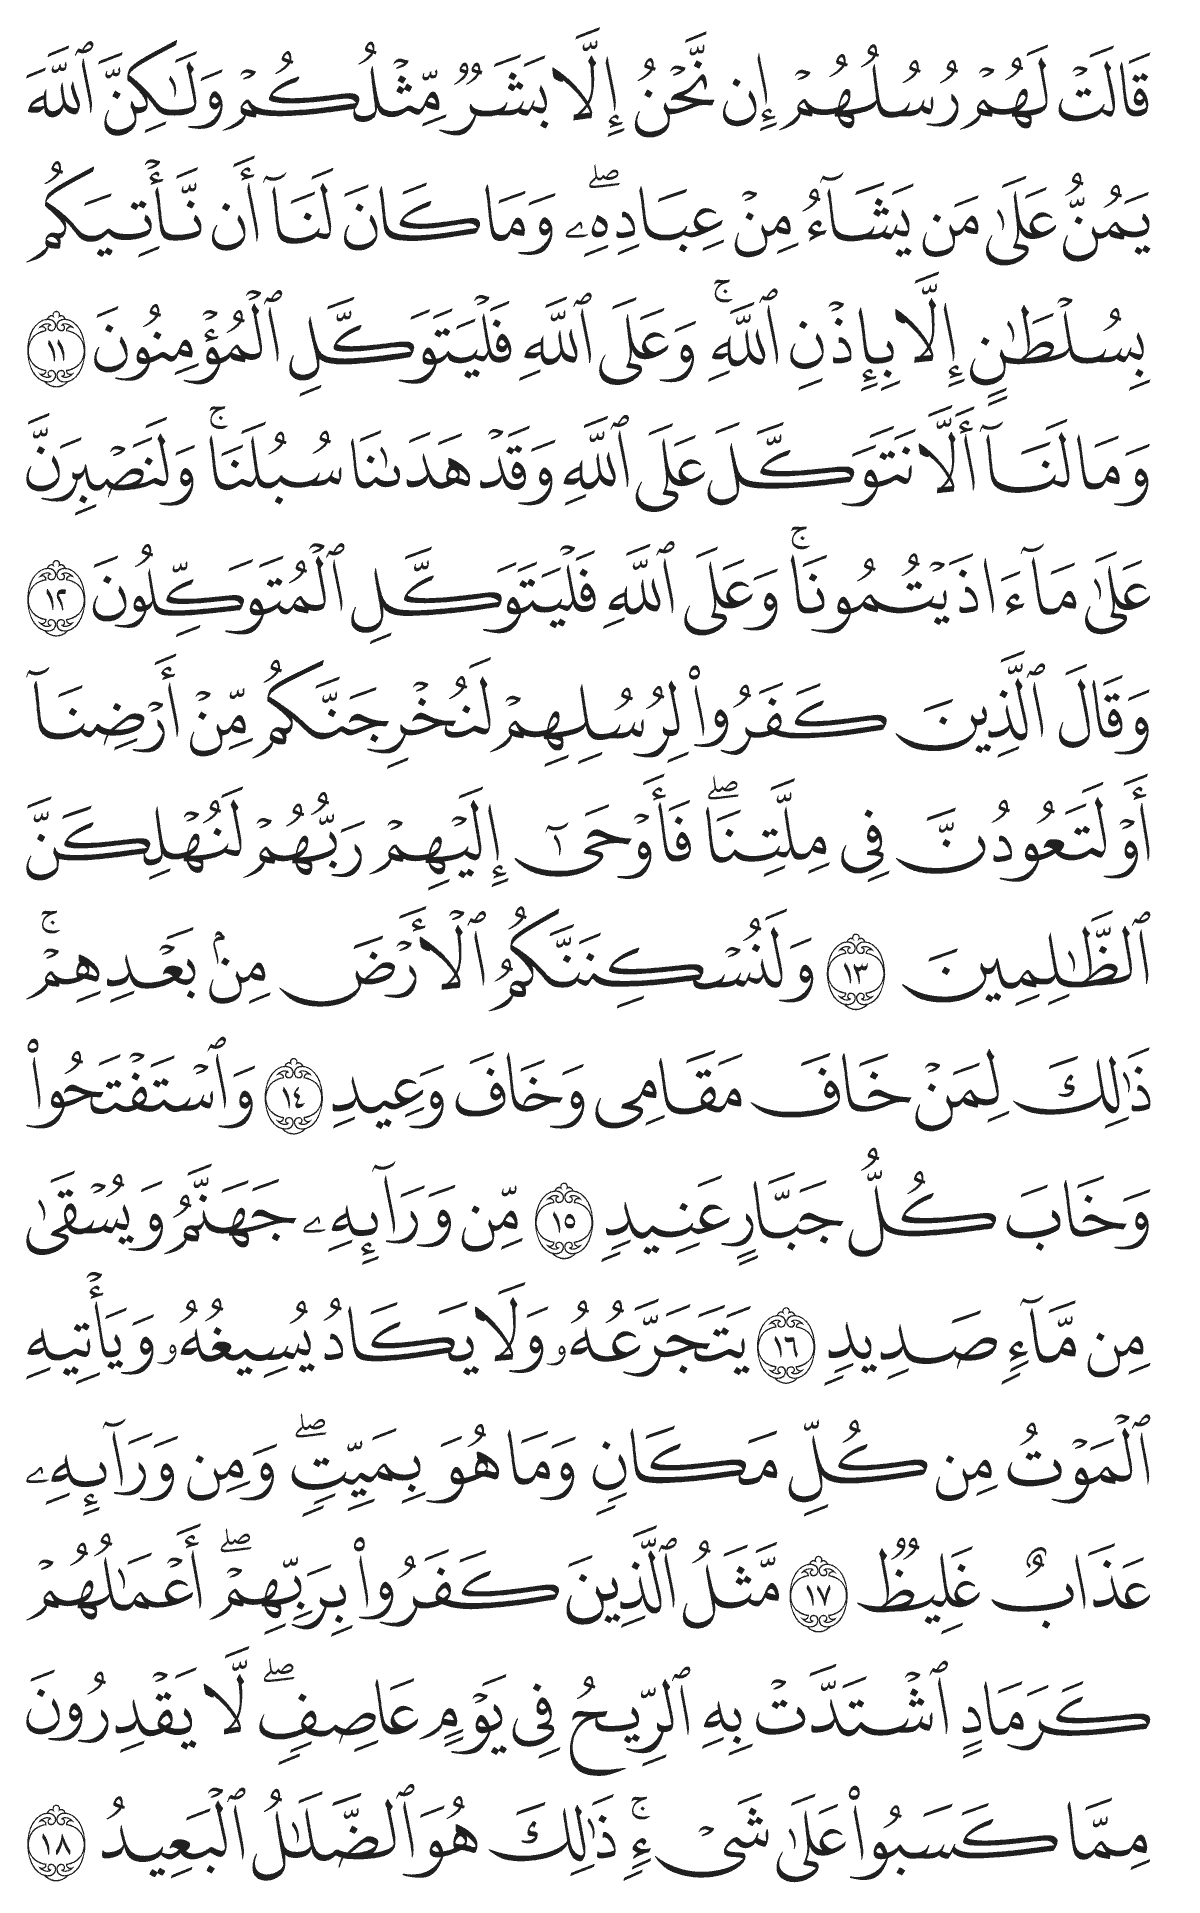 قَالَتۡ لَهُمۡ رُسُلُهُمۡ إِن نَّحۡنُ إِلَّا بَشَرٞ مِّثۡلُكُمۡ وَلَٰكِنَّ ٱللَّهَ
يَمُنُّ عَلَىٰ مَن يَشَآءُ مِنۡ عِبَادِهِۦۖ وَمَا كَانَ لَنَآ أَن نَّأۡتِيَكُم
بِسُلۡطَٰنٍ إِلَّا بِإِذۡنِ ٱللَّهِۚ وَعَلَى ٱللَّهِ فَلۡيَتَوَكَّلِ ٱلۡمُؤۡمِنُونَ ١١
وَمَا لَنَآ أَلَّا نَتَوَكَّلَ عَلَى ٱللَّهِ وَقَدۡ هَدَىٰنَا سُبُلَنَاۚ وَلَنَصۡبِرَنَّ
عَلَىٰ مَآ ءَاذَيۡتُمُونَاۚ وَعَلَى ٱللَّهِ فَلۡيَتَوَكَّلِ ٱلۡمُتَوَكِّلُونَ ١٢
وَقَالَ ٱلَّذِينَ كَفَرُواْ لِرُسُلِهِمۡ لَنُخۡرِجَنَّكُم مِّنۡ أَرۡضِنَآ
أَوۡ لَتَعُودُنَّ فِي مِلَّتِنَاۖ فَأَوۡحَىٰٓ إِلَيۡهِمۡ رَبُّهُمۡ لَنُهۡلِكَنَّ
ٱلظَّٰلِمِينَ ١٣ وَلَنُسۡكِنَنَّكُمُ ٱلۡأَرۡضَ مِنۢ بَعۡدِهِمۡۚ
ذَٰلِكَ لِمَنۡ خَافَ مَقَامِي وَخَافَ وَعِيدِ ١٤ وَٱسۡتَفۡتَحُواْ
وَخَابَ كُلُّ جَبَّارٍ عَنِيدٖ ١٥ مِّن وَرَآئِهِۦ جَهَنَّمُ وَيُسۡقَىٰ
مِن مَّآءٖ صَدِيدٖ ١٦ يَتَجَرَّعُهُۥ وَلَا يَكَادُ يُسِيغُهُۥ وَيَأۡتِيهِ
ٱلۡمَوۡتُ مِن كُلِّ مَكَانٖ وَمَا هُوَ بِمَيِّتٖۖ وَمِن وَرَآئِهِۦ
عَذَابٌ غَلِيظٞ ١٧ مَّثَلُ ٱلَّذِينَ كَفَرُواْ بِرَبِّهِمۡۖ أَعۡمَٰلُهُمۡ
كَرَمَادٍ ٱشۡتَدَّتۡ بِهِ ٱلرِّيحُ فِي يَوۡمٍ عَاصِفٖۖ لَّا يَقۡدِرُونَ
مِمَّا كَسَبُواْ عَلَىٰ شَيۡءٖۚ ذَٰلِكَ هُوَ ٱلضَّلَٰلُ ٱلۡبَعِيدُ ١٨